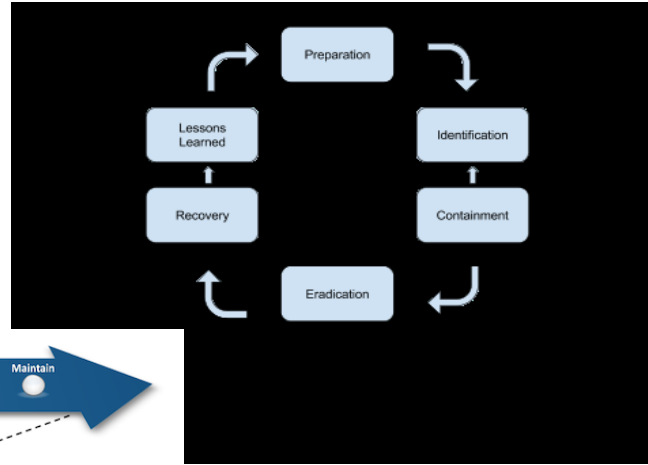 Preparation
Lessons
Learned
Identification
Recovery
Containment
Eradication
Maintain